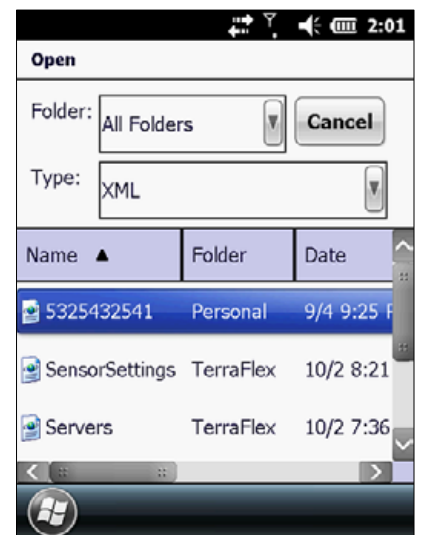 2:01
Open
Folder: All Folders Cancel
Type: XML
Name ▲ Folder Date
5325432541 Personal 9/4 9:25
SensorSettings TerraFlex 10/2 8:21
Servers TerraFlex 10/2 7:36